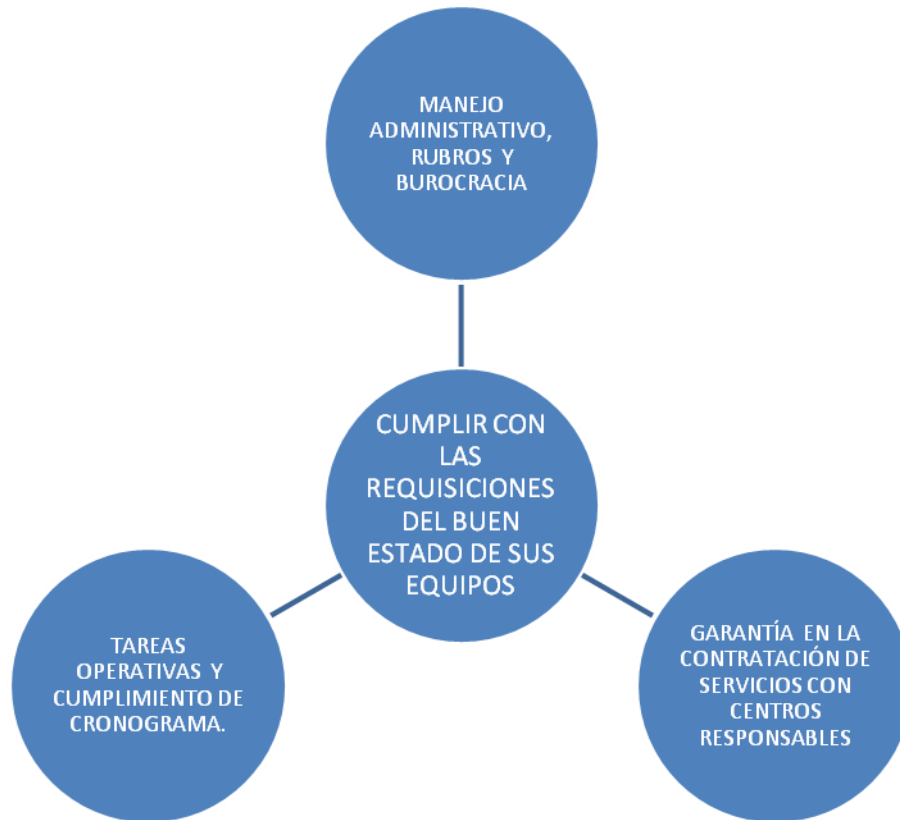 MANEJO
ADMINISTRATIVO,
RUBROS Y
BUROCRACIA
CUMPLIR CON
LAS
REQUISICIONES
DEL BUEN
ESTADO DE SUS
EQUIPOS
TAREAS
OPERATIVAS Y
CUMPLIMIENTO DE
CRONOGRAMA.
GARANTÍA EN LA
CONTRATACIÓN DE
SERVICIOS CON
CENTROS
RESPONSABLES